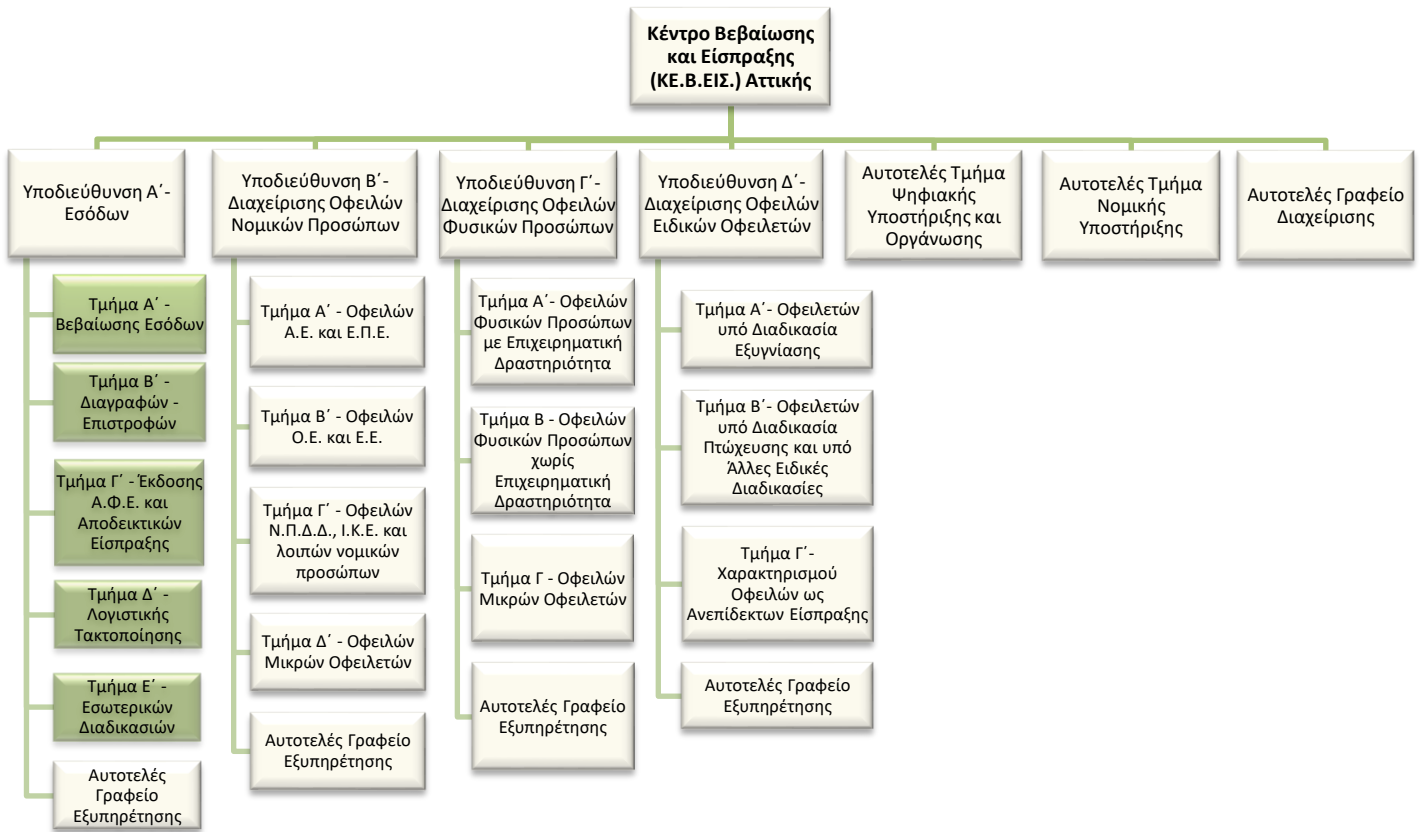 Κέντρο Βεβαίωσης
και Είσπραξης
(ΚΕ.Β.ΕΙΣ.) Αττικής
Υποδιεύθυνση Α΄-
Εσόδων
Τμήμα Α΄ -
Βεβαίωσης Εσόδων
Τμήμα Β΄ -
Διαγραφών -
Επιστροφών
Τμήμα Γ΄ - Έκδοσης
Α.Φ.Ε. και
Αποδεικτικών
Είσπραξης
Τμήμα Δ΄ -
Λογιστικής
Τακτοποίησης
Τμήμα Ε΄ -
Εσωτερικών
Διαδικασιών
Αυτοτελές
Γραφείο
Εξυπηρέτησης
Υποδιεύθυνση Β΄-
Διαχείρισης Οφειλών
Νομικών Προσώπων
Τμήμα Α΄ - Οφειλών
Α.Ε. και Ε.Π.Ε.
Τμήμα Β΄ - Οφειλών
Ο.Ε. και Ε.Ε.
Τμήμα Γ΄ - Οφειλών
Ν.Π.Δ.Δ., Ι.Κ.Ε. και
λοιπών νομικών
προσώπων
Τμήμα Δ΄ - Οφειλών
Μικρών Οφειλετών
Αυτοτελές Γραφείο
Εξυπηρέτησης
Υποδιεύθυνση Γ΄-
Διαχείρισης Οφειλών
Φυσικών Προσώπων
Τμήμα Α΄- Οφειλών
Φυσικών Προσώπων
με Επιχειρηματική
Δραστηριότητα
Τμήμα Β - Οφειλών
Φυσικών Προσώπων
χωρίς
Επιχειρηματική
Δραστηριότητα
Τμήμα Γ - Οφειλών
Μικρών Οφειλετών
Αυτοτελές Γραφείο
Εξυπηρέτησης
Υποδιεύθυνση Δ΄-
Διαχείρισης Οφειλών
Ειδικών Οφειλετών
Τμήμα Α΄- Οφειλετών
υπό Διαδικασία
Εξυγνίασης
Τμήμα Β΄- Οφειλετών
υπό Διαδικασία
Πτώχευσης και υπό
Άλλες Ειδικές
Διαδικασίες
Τμήμα Γ΄-
Χαρακτηρισμού
Οφειλών ως
Ανεπίδεκτων Είσπραξης
Αυτοτελές Γραφείο
Εξυπηρέτησης
Αυτοτελές Τμήμα
Ψηφιακής
Υποστήριξης και
Οργάνωσης
Αυτοτελές Τμήμα
Νομικής
Υποστήριξης
Αυτοτελές Γραφείο
Διαχείρισης